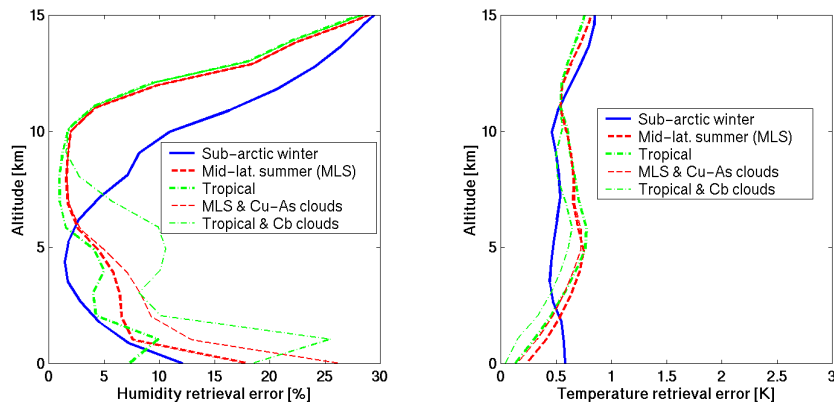 15
10
5
0
Altitude [km]
Sub-arctic winter
Mid-lat. summer (MLS)
Tropical
MLS & Cu-As clouds
Tropical & Cb clouds
0 5 10 15 20 25 30
Humidity retrieval error [%]
15
10
5
0
Altitude [km]
Sub-arctic winter
Mid-lat. summer (MLS)
Tropical
MLS & Cu-As clouds
Tropical & Cb clouds
0 0.5 1 1.5 2 2.5 3
Temperature retrieval error [K]